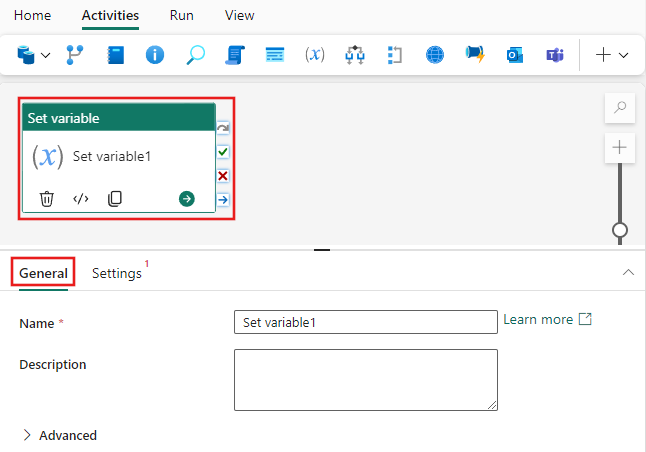 Home Activities Run View
(x)
Set variable
(x) Set variable1
</>
General Settings 1
Name * Set variable1 Learn more
Description
Advanced